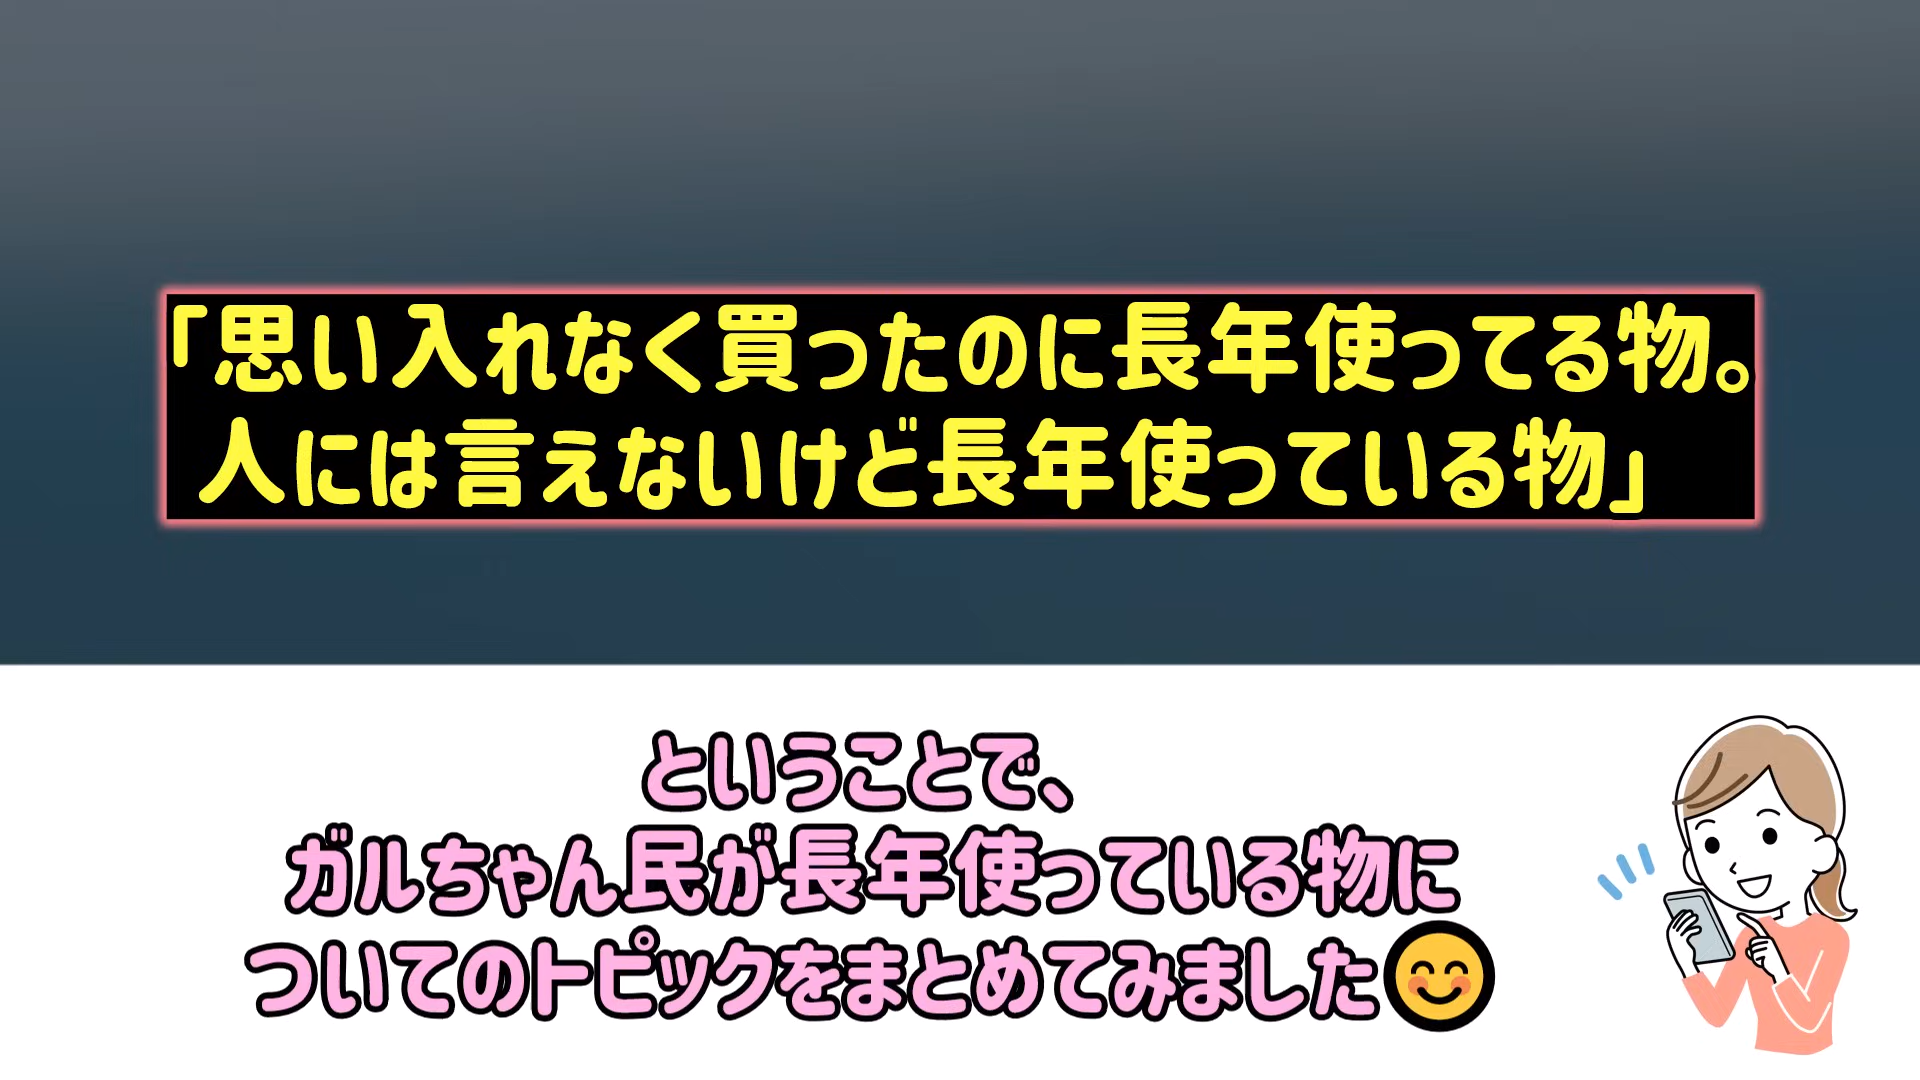 「思い入れなく買ったのに長年使ってる物。
人には言えないけど長年使っている物」
ということで、
ガルちゃん民が長年使っている物に
ついてのトピックをまとめてみました😊